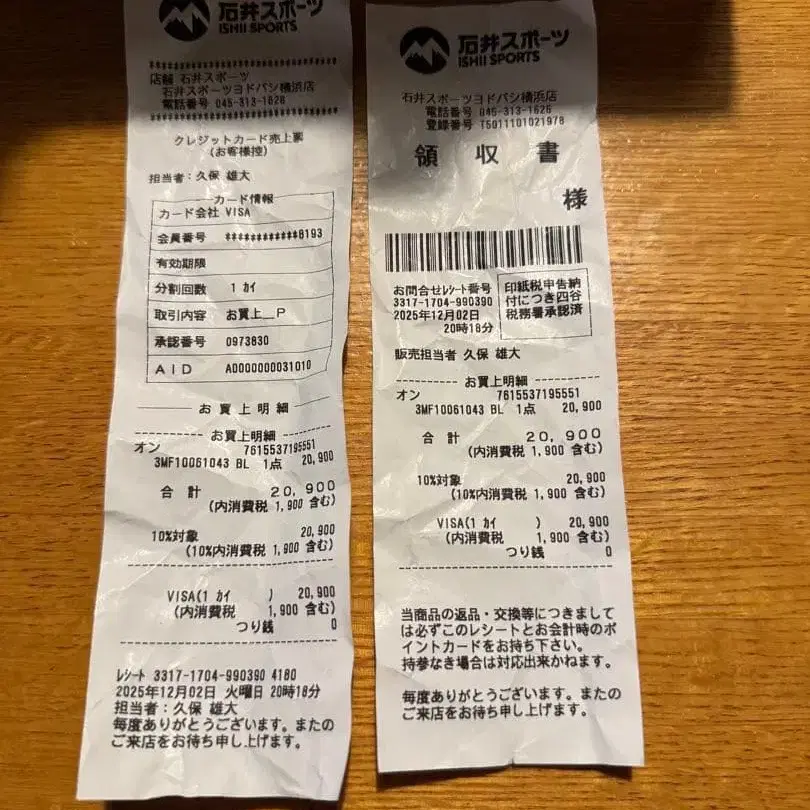 石井スポーツ
ISHII SPORTS
店舗 石井スポーツ
石井スポーツヨドバシ横浜店
電話番号 045-313-1626
クレジットカード売上票
(お客様控)
担当者：久保 雄大
カード情報
カード会社 VISA
会員番号 ************8193
有効期限
分割回数 1 カイ
取引内容 お買上__P
承認番号 0973830
AID A0000000031010
お買上明細
お買上明細
オン 7615537195551
3MF10061043 BL 1点 20,900
合計 20,900
(内消費税 1,900 含む)
10%対象 20,900
(10%内消費税 1,900 含む)
VISA(1 カイ ) 20,900
(内消費税 1,900 含む)
つり銭 0
レシート 3317-1704-990390 4180
2025年12月02日 火曜日 20時18分
担当者：久保 雄大
毎度ありがとうございます。またの
ご来店をお待ち申し上げます。
石井スポーツ
ISHII SPORTS
石井スポーツヨドバシ横浜店
電話番号 045-313-1626
登録番号 T5011101021978
領収書
様
お問合せレシート番号
3317-1704-990390
2025年12月02日
20時18分
印紙税申告納
付につき四谷
税務署承認済
販売担当者 久保 雄大
お買上明細
オン 7615537195551
3MF10061043 BL 1点 20,900
合計 20,900
(内消費税 1,900 含む)
10%対象 20,900
(10%内消費税 1,900 含む)
VISA(1 カイ ) 20,900
(内消費税 1,900 含む)
つり銭 0
当商品の返品・交換等につきまして
は必ずこのレシートとお会計時のポ
イントカードをお持ち下さい。
持参なき場合は対応出来かねます。
毎度ありがとうございます。またの
ご来店をお待ち申し上げます。